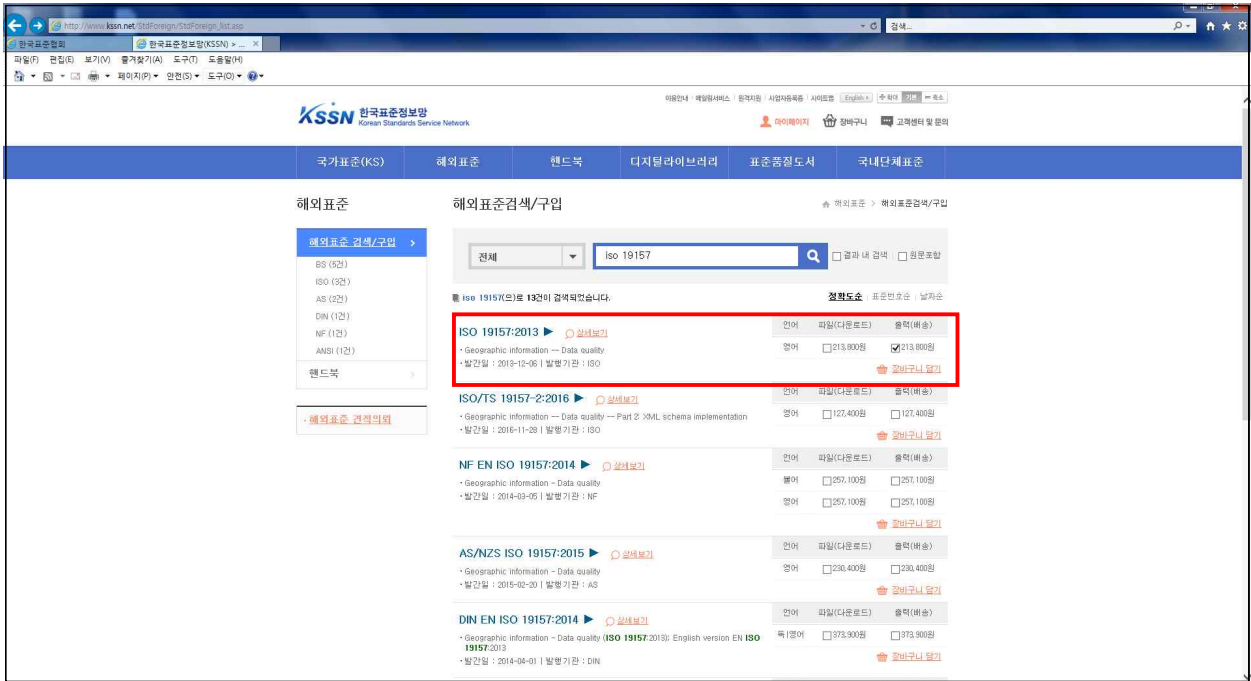 http://www.kssn.net/StdForeign/StdForeign_list.asp
검색...
한국표준협회
한국표준정보망(KSSN) > ...
파일(F) 편집(E) 보기(V) 즐겨찾기(A) 도구(T) 도움말(H)
페이지(P) 안전(S) 도구(O)
이용안내 메일링서비스 원격지원 사업자등록증 사이트맵 English 확대 기본 축소
KSSN 한국표준정보망
Korean Standards Service Network
마이페이지 장바구니 고객센터 및 문의
국가표준(KS) 해외표준 핸드북 디지털라이브러리 표준품질도서 국내단체표준
해외표준
해외표준검색/구입
해외표준 > 해외표준검색/구입
해외표준 검색/구입 >
BS (5건)
ISO (3건)
AS (2건)
DIN (1건)
NF (1건)
ANSI (1건)
핸드북
해외표준 견적의뢰
전체
iso 19157
결과 내 검색 원문포함
iso 19157(으)로 13건이 검색되었습니다.
정확도순 표준번호순 날짜순
ISO 19157:2013 ▶ 상세보기
· Geographic information -- Data quality
· 발간일 : 2013-12-06 | 발행기관 : ISO
언어 파일(다운로드) 출력(배송)
영어 213,800원 213,800원
장바구니 담기
ISO/TS 19157-2:2016 ▶ 상세보기
· Geographic information -- Data quality -- Part 2: XML schema implementation
· 발간일 : 2016-11-28 | 발행기관 : ISO
언어 파일(다운로드) 출력(배송)
영어 127,400원 127,400원
장바구니 담기
NF EN ISO 19157:2014 ▶ 상세보기
· Geographic information - Data quality
· 발간일 : 2014-03-05 | 발행기관 : NF
언어 파일(다운로드) 출력(배송)
불어 257,100원 257,100원
영어 257,100원 257,100원
장바구니 담기
AS/NZS ISO 19157:2015 ▶ 상세보기
· Geographic information - Data quality
· 발간일 : 2015-02-20 | 발행기관 : AS
언어 파일(다운로드) 출력(배송)
영어 230,400원 230,400원
장바구니 담기
DIN EN ISO 19157:2014 ▶ 상세보기
· Geographic information - Data quality (ISO 19157:2013); English version EN ISO
19157:2013
· 발간일 : 2014-04-01 | 발행기관 : DIN
언어 파일(다운로드) 출력(배송)
독|영어 373,900원 373,900원
장바구니 담기